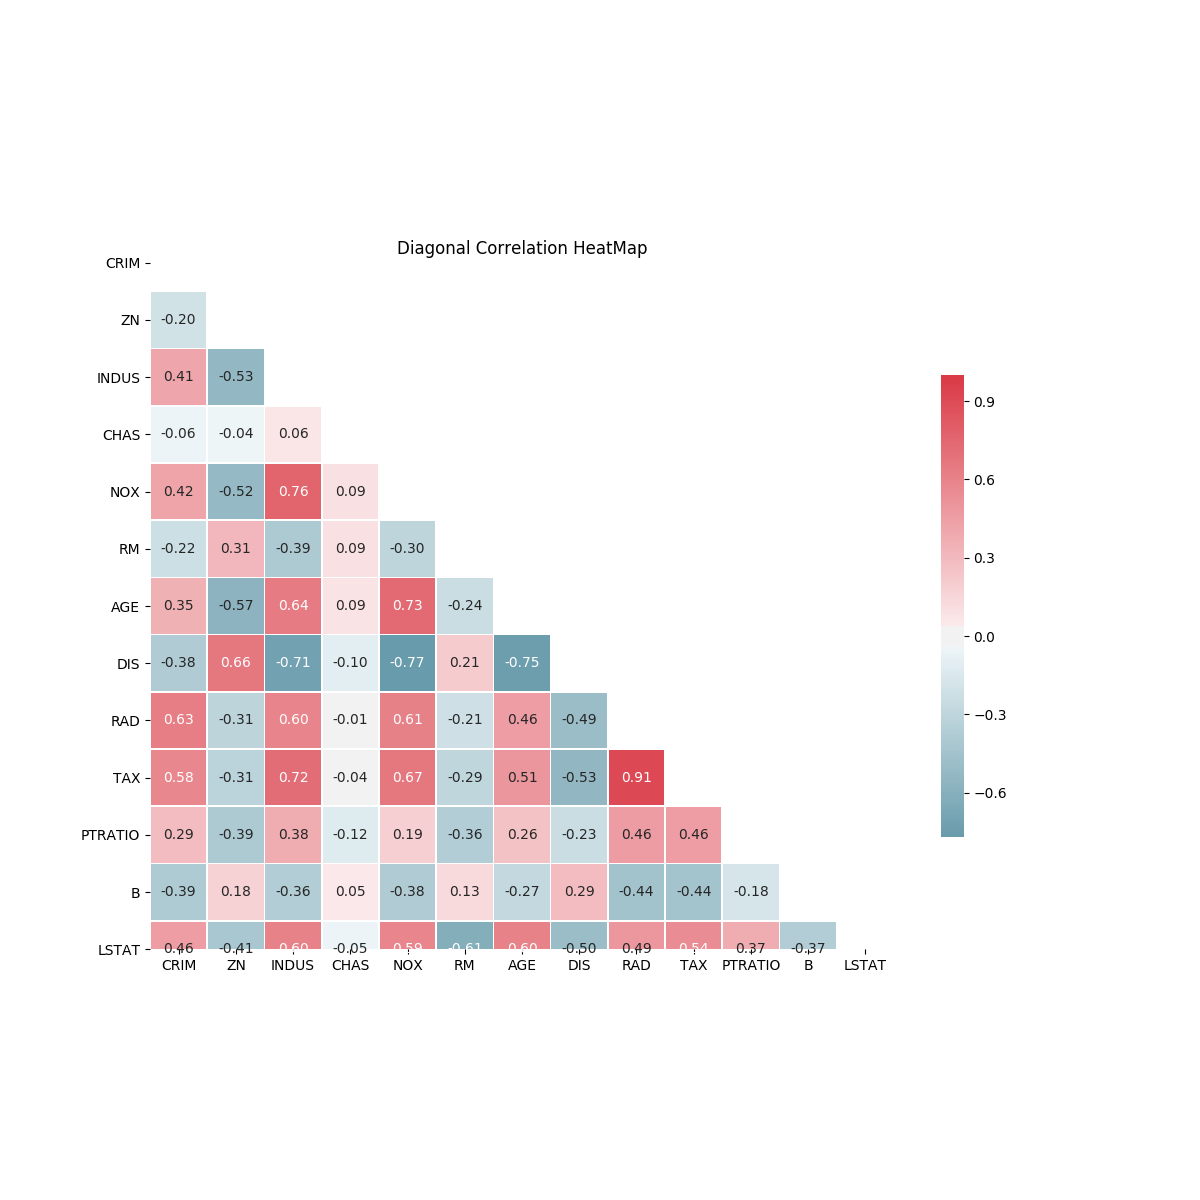 Diagonal Correlation HeatMap
CRIM
ZN -0.20
INDUS 0.41 -0.53
CHAS -0.06 -0.04 0.06
NOX 0.42 -0.52 0.76 0.09
RM -0.22 0.31 -0.39 0.09 -0.30
AGE 0.35 -0.57 0.64 0.09 0.73 -0.24
DIS -0.38 0.66 -0.71 -0.10 -0.77 0.21 -0.75
RAD 0.63 -0.31 0.60 -0.01 0.61 -0.21 0.46 -0.49
TAX 0.58 -0.31 0.72 -0.04 0.67 -0.29 0.51 -0.53 0.91
PTRATIO 0.29 -0.39 0.38 -0.12 0.19 -0.36 0.26 -0.23 0.46 0.46
B -0.39 0.18 -0.36 0.05 -0.38 0.13 -0.27 0.29 -0.44 -0.44 -0.18
LSTAT 0.46 -0.41 0.60 -0.05 0.59 -0.61 0.60 -0.50 0.49 0.54 0.37 -0.37
CRIM ZN INDUS CHAS NOX RM AGE DIS RAD TAX PTRATIO B LSTAT
0.9
0.6
0.3
0.0
−0.3
−0.6